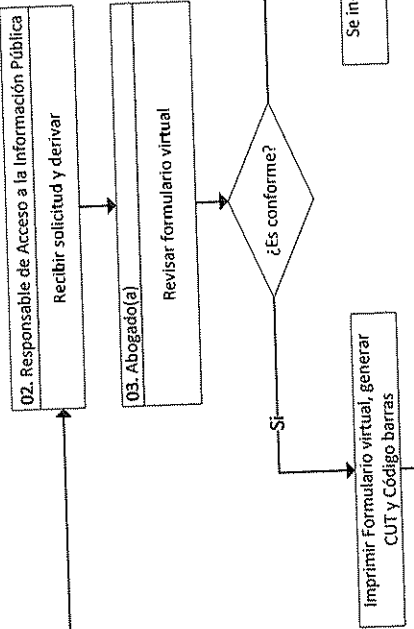 02. Responsable de Acceso a la Información Pública
Recibir solicitud y derivar
03. Abogado(a)
Revisar formulario virtual
¿Es conforme?
Si
Imprimir Formulario virtual, generar
CUT y Código barras
Se in